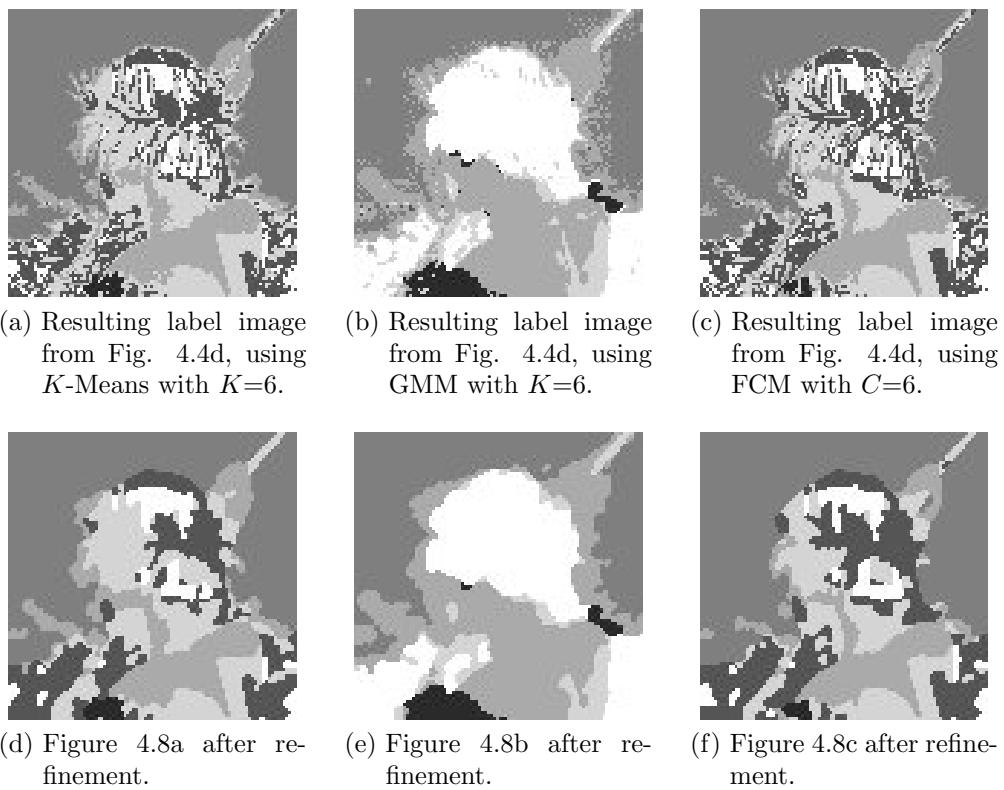 (a) Resulting label image
from Fig. 4.4d, using
K-Means with K=6.
(b) Resulting label image
from Fig. 4.4d, using
GMM with K=6.
(c) Resulting label image
from Fig. 4.4d, using
FCM with C=6.
(d) Figure 4.8a after re-
finement.
(e) Figure 4.8b after re-
finement.
(f) Figure 4.8c after refine-
ment.